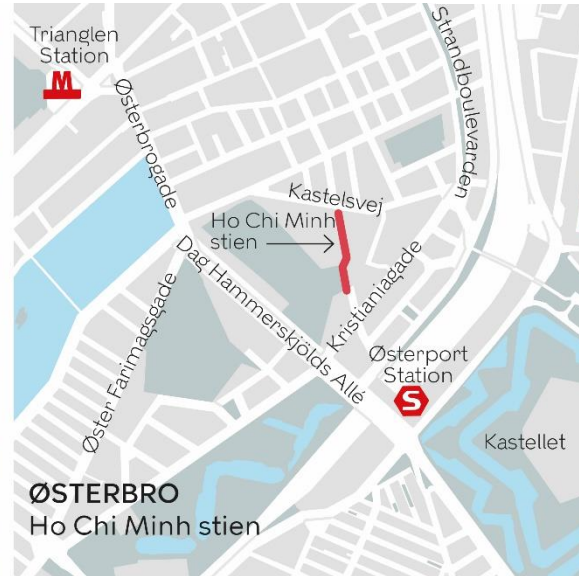 Trianglen
Station
M
Østerbrogade
Strandboulevarden
Kastelsvej
Ho Chi Minh
stien
Dag Hammerskjölds Allé
Kristianiagade
Øster Farimagsgade
Østerport
Station
S
Kastellet
ØSTERBRO
Ho Chi Minh stien